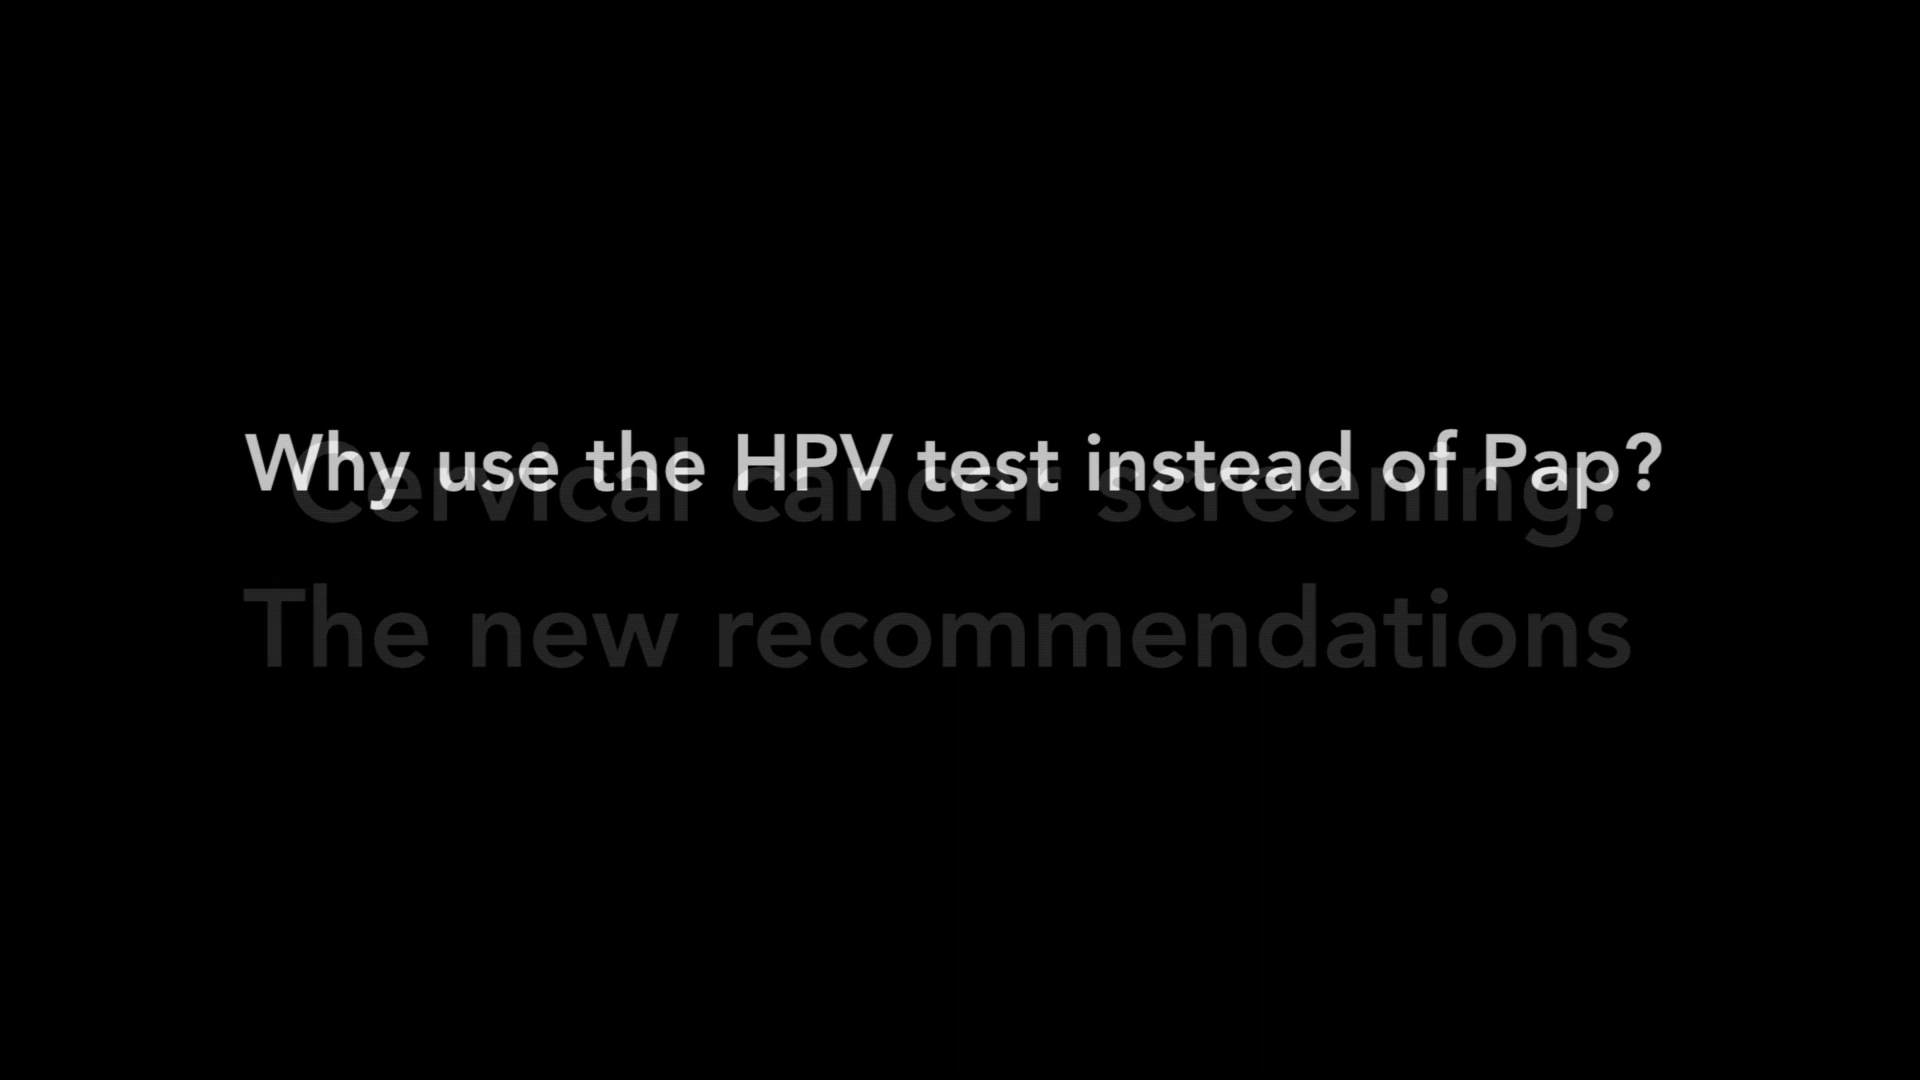 Why use the HPV test instead of Pap?
Cervical cancer screening:
The new recommendations